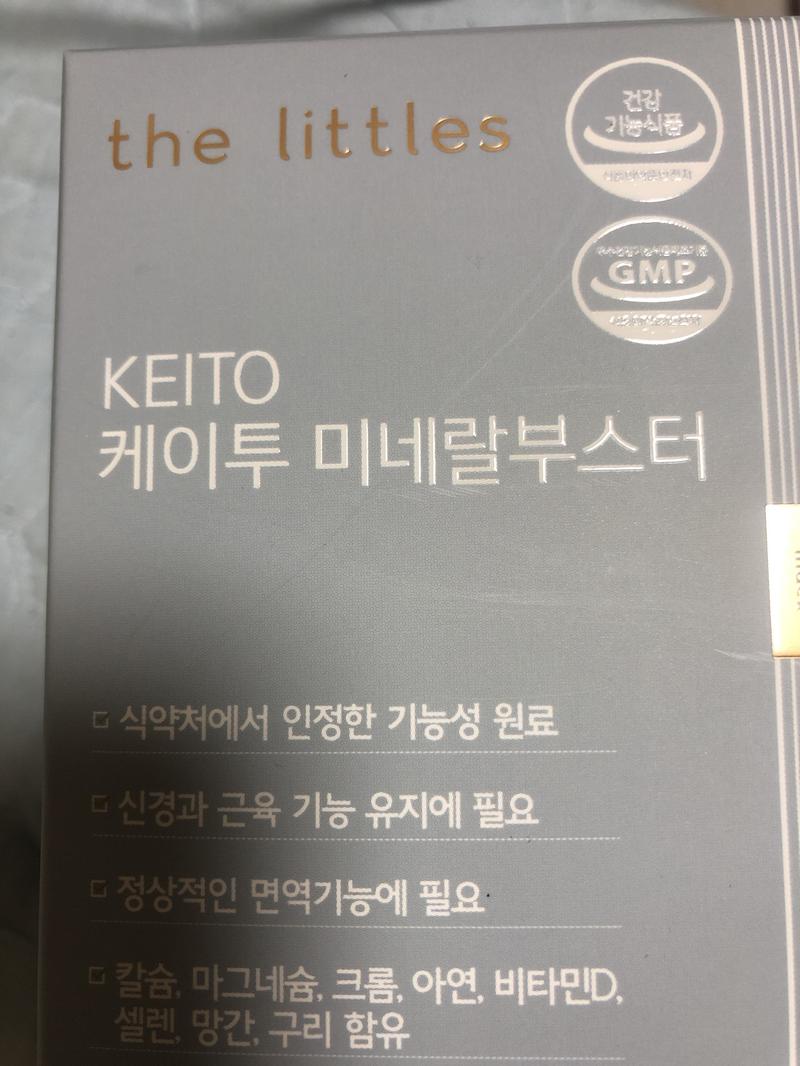 the littles
건강
기능식품
GMP
KEITO
케이투 미네랄부스터
식약처에서 인정한 기능성 원료
신경과 근육 기능 유지에 필요
정상적인 면역기능에 필요
칼슘, 마그네슘, 크롬, 아연, 비타민D,
셀렌, 망간, 구리 함유